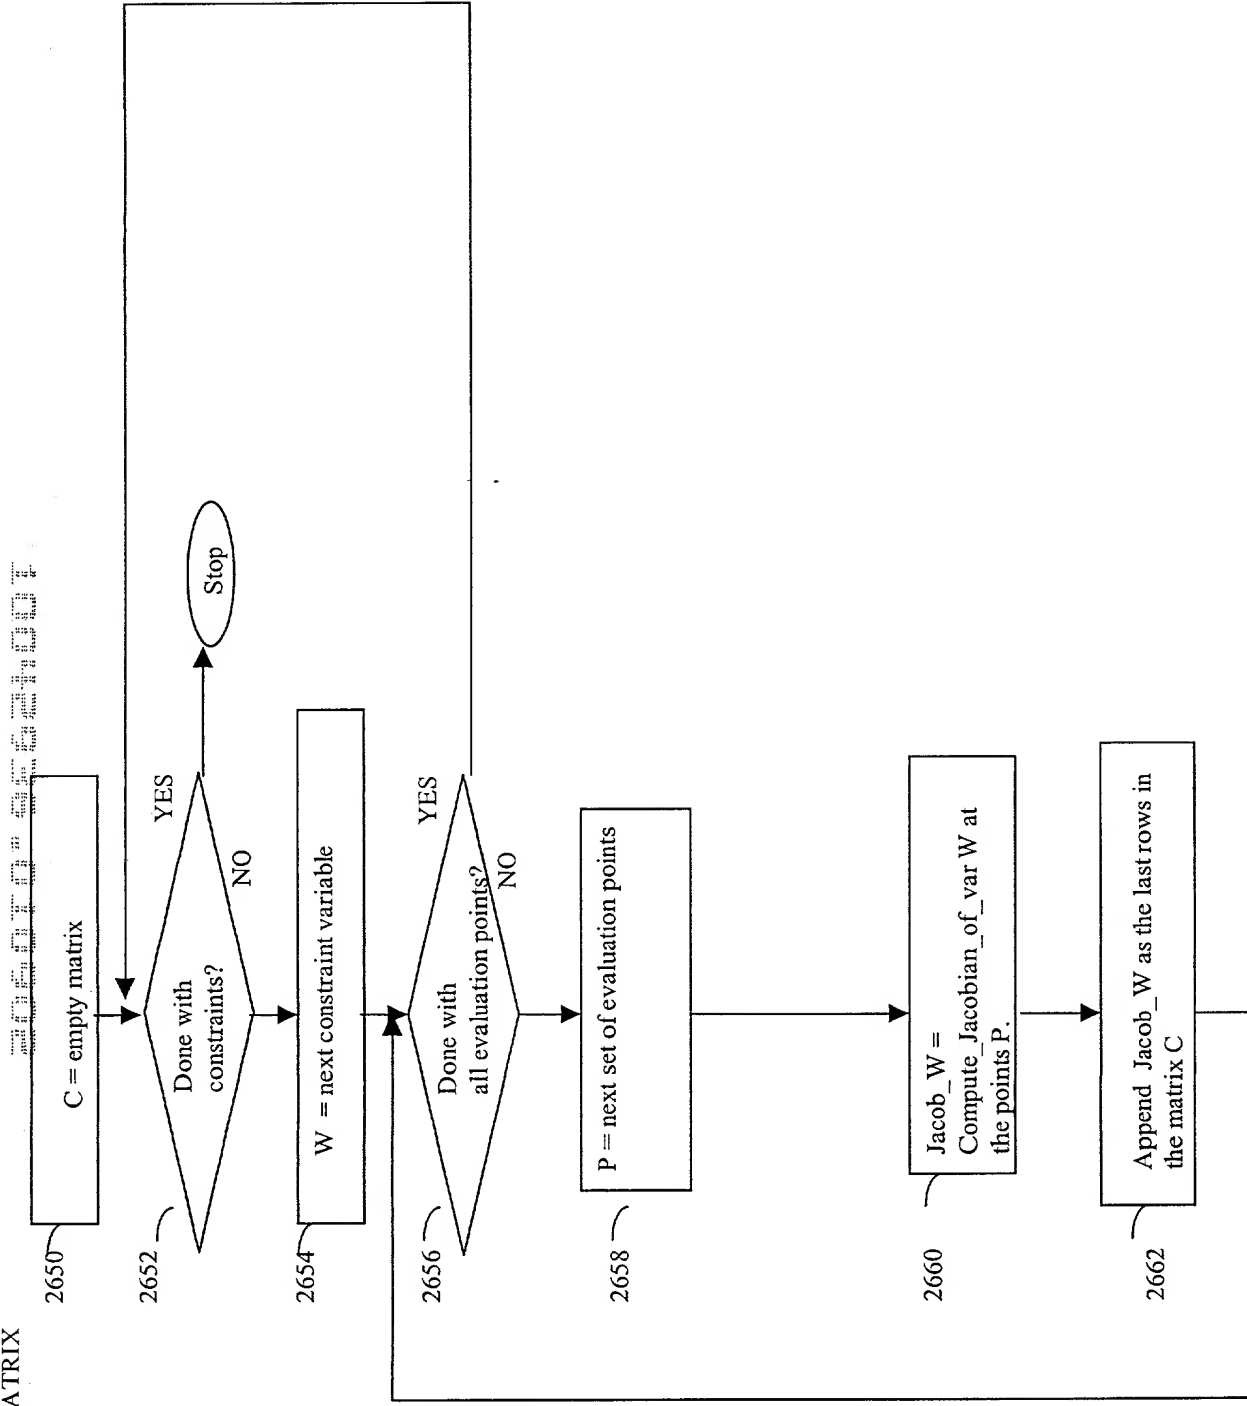 ATRIX
2650
C = empty matrix
2652
Done with
constraints?
YES
NO
Stop
2654
W = next constraint variable
2656
Done with
all evaluation points?
YES
NO
2658
P = next set of evaluation points
2660
Jacob_W =
Compute_Jacobian_of_var W at
the points P.
2662
Append Jacob_W as the last rows in
the matrix C